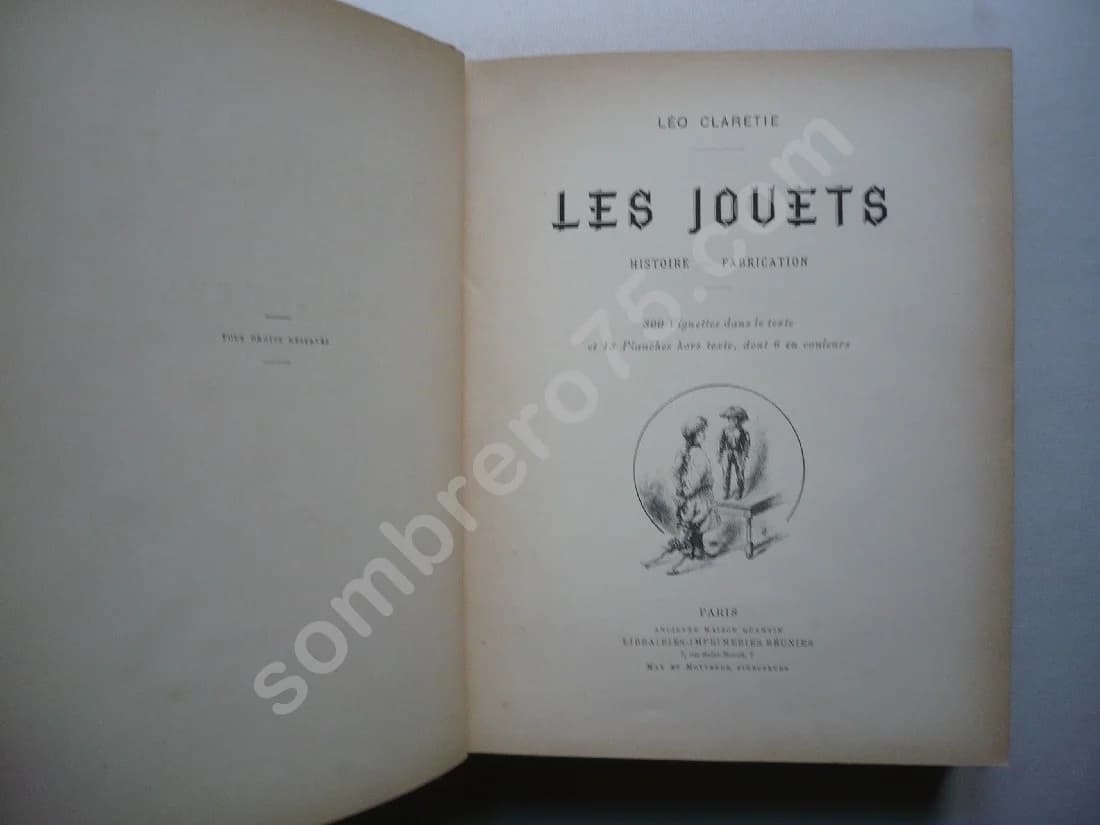 TOUS DROITS RÉSERVÉS
LÉO CLARETIE
LES JOUETS
HISTOIRE — FABRICATION
300 Vignettes dans le texte
et Planches hors texte, dont 6 en couleurs
PARIS
ANCIENNE MAISON QUANTIN
LIBRAIRIES-IMPRIMERIES RÉUNIES
7, rue Saint-Benoit, 7
MAY ET MOTTEROZ, DIRECTEURS
sombrero75.com